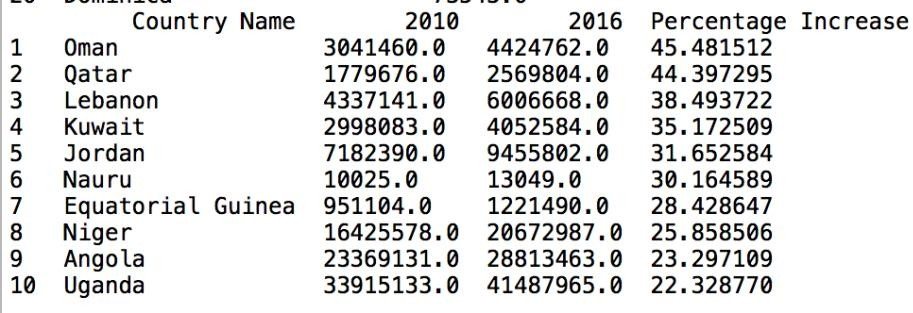 Country Name 2010 2016 Percentage Increase
1 Oman 3041460.0 4424762.0 45.481512
2 Qatar 1779676.0 2569804.0 44.397295
3 Lebanon 4337141.0 6006668.0 38.493722
4 Kuwait 2998083.0 4052584.0 35.172509
5 Jordan 7182390.0 9455802.0 31.652584
6 Nauru 10025.0 13049.0 30.164589
7 Equatorial Guinea 951104.0 1221490.0 28.428647
8 Niger 16425578.0 20672987.0 25.858506
9 Angola 23369131.0 28813463.0 23.297109
10 Uganda 33915133.0 41487965.0 22.328770